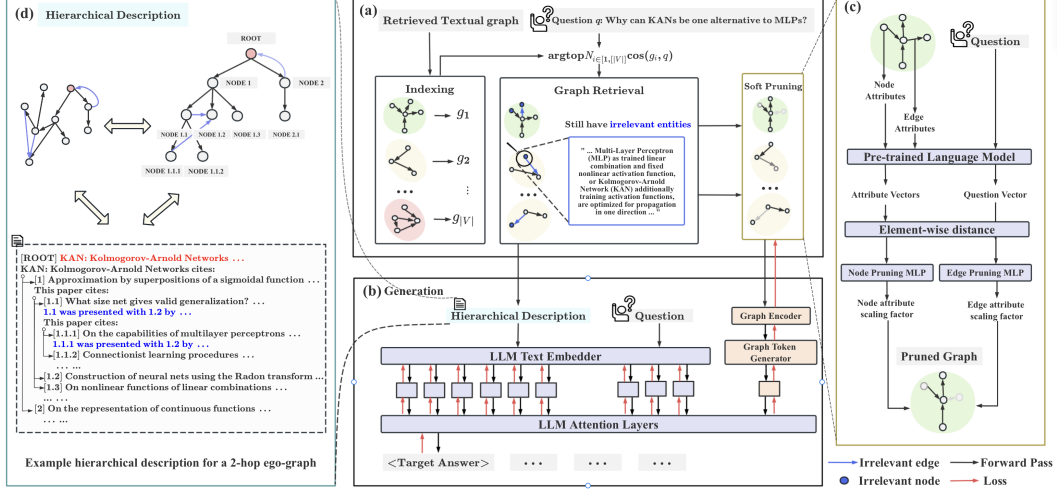 (d)
Hierarchical Description
ROOT
NODE 1
NODE 2
NODE 1.1
NODE 1.2
NODE 1.3
NODE 2.1
NODE 1.1.1
NODE 1.1.2
[ROOT] KAN: Kolmogorov-Arnold Networks ...
KAN: Kolmogorov-Arnold Networks cites:
[1] Approximation by superpositions of a sigmoidal function ...
This paper cites:
[1.1] What size net gives valid generalization? ...
1.1 was presented with 1.2 by ...
This paper cites:
[1.1.1] On the capabilities of multilayer perceptrons ...
1.1.1 was presented with 1.2 by ...
[1.1.2] Connectionist learning procedures ...
... ...
[1.2] Construction of neural nets using the Radon transform ...
[1.3] On nonlinear functions of linear combinations ...
... ...
[2] On the representation of continuous functions ...
... ...
Example hierarchical description for a 2-hop ego-graph
(a)
Retrieved Textual graph
Question q: Why can KANs be one alternative to MLPs?
argtopN_{i∈[1,[|V|]}cos(g_i, q)
Indexing
g_1
g_2
...
⋮
g_{|V|}
Graph Retrieval
Still have irrelevant entities
" ... Multi-Layer Perceptron
(MLP) as trained linear
combination and fixed
nonlinear activation function,
or Kolmogorov-Arnold
Network (KAN) additionally
training activation functions,
are optimized for propagation
in one direction ... "
...
Soft Pruning
...
(b)
Generation
Hierarchical Description
Question
Graph Encoder
Graph Token
Generator
LLM Text Embedder
LLM Attention Layers
<Target Answer>
...
...
...
(c)
Question
Node
Attributes
Edge
Attributes
Pre-trained Language Model
Attribute Vectors
Question Vector
Element-wise distance
Node Pruning MLP
Edge Pruning MLP
Node attribute
scaling factor
Edge attribute
scaling factor
Pruned Graph
Irrelevant edge
Forward Pass
Irrelevant node
Loss